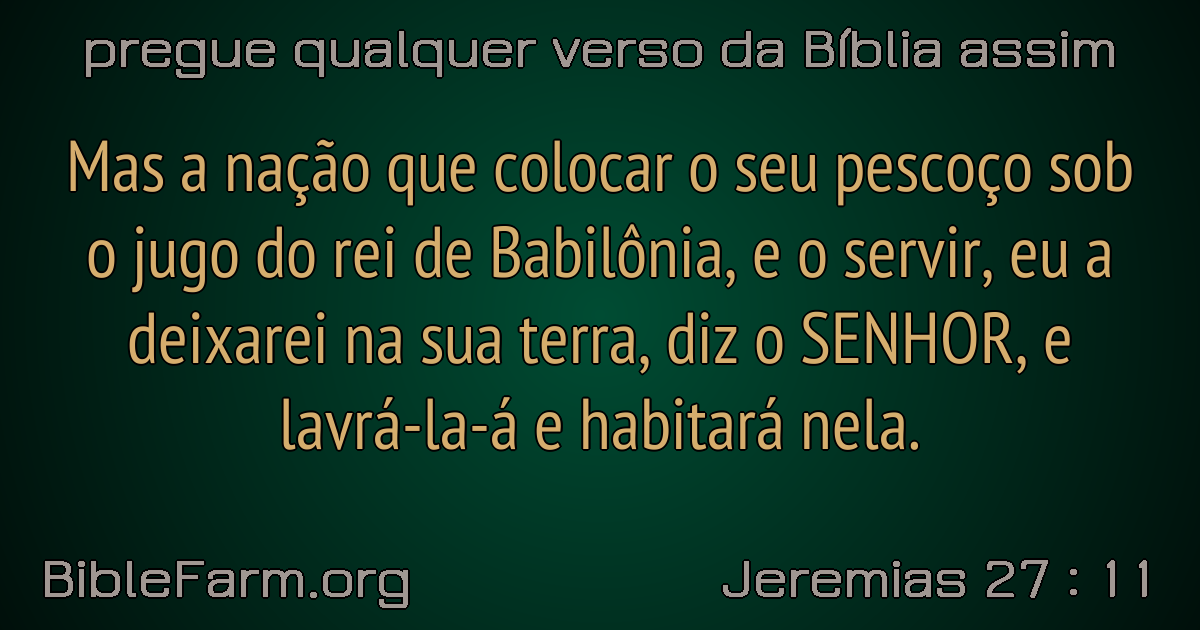 pregue qualquer verso da Bíblia assim
Mas a nação que colocar o seu pescoço sob
o jugo do rei de Babilônia, e o servir, eu a
deixarei na sua terra, diz o SENHOR, e
lavrá-la-á e habitará nela.
BibleFarm.org
Jeremias 27 : 11